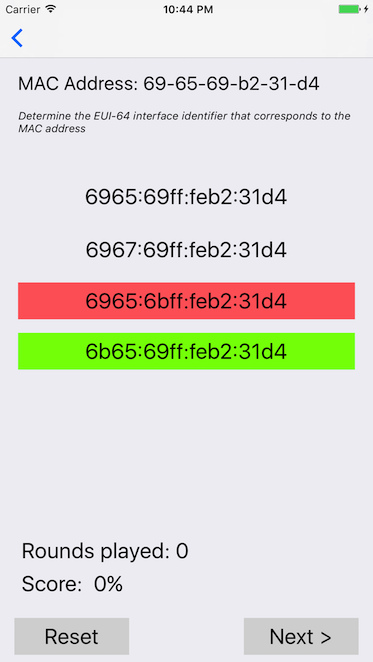 Carrier 10:44 PM
MAC Address: 69-65-69-b2-31-d4
Determine the EUI-64 interface identifier that corresponds to the
MAC address
6965:69ff:feb2:31d4
6967:69ff:feb2:31d4
6965:6bff:feb2:31d4
6b65:69ff:feb2:31d4
Rounds played: 0
Score: 0%
Reset Next >